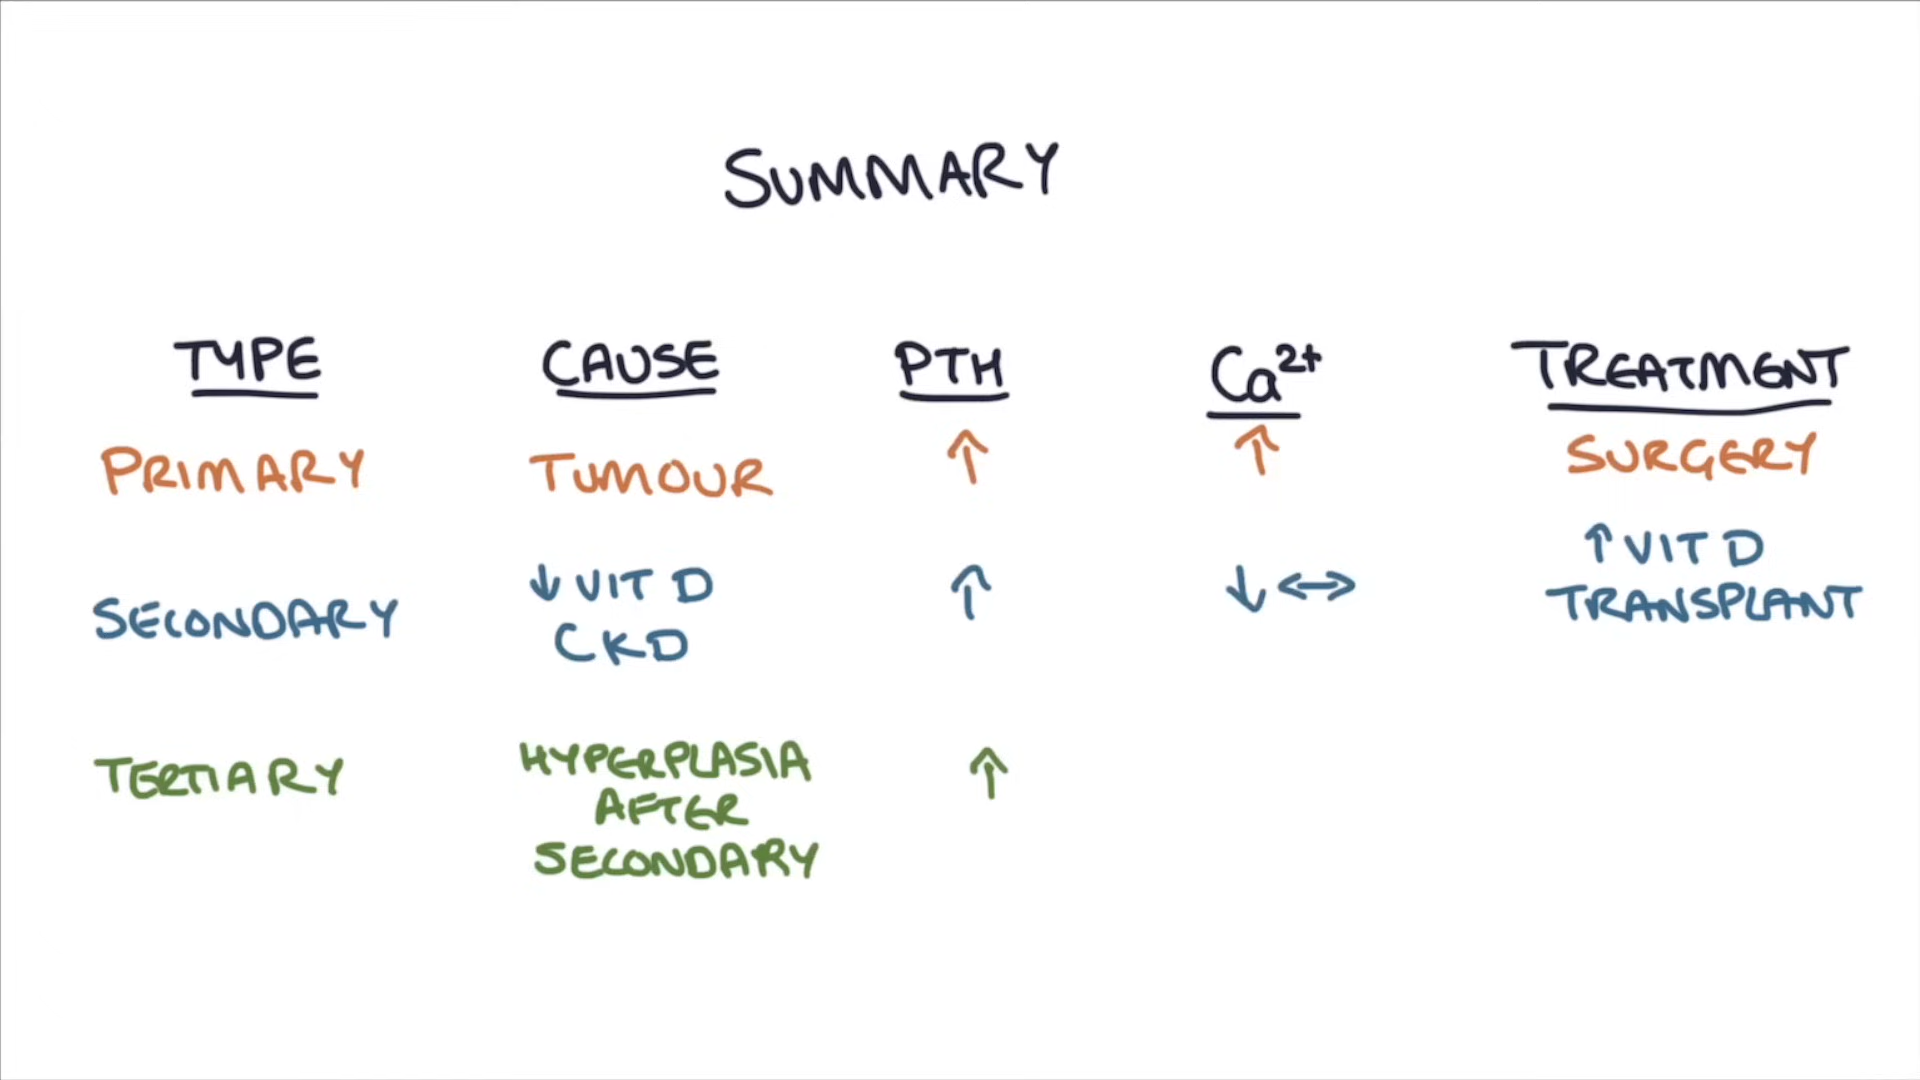 SUMMARY
TYPE CAUSE PTH Ca²⁺ TREATMENT
PRIMARY TUMOUR ↑ ↑ SURGERY
SECONDARY ↓ VIT D ↑ ↓ ↔ ↑ VIT D
CKD TRANSPLANT
TERTIARY HYPERPLASIA ↑
AFTER
SECONDARY